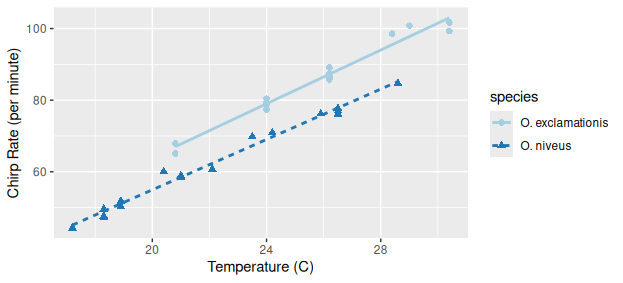 100
80
60
Chirp Rate (per minute)
20
24
28
Temperature (C)
species
O. exclamationis
O. niveus